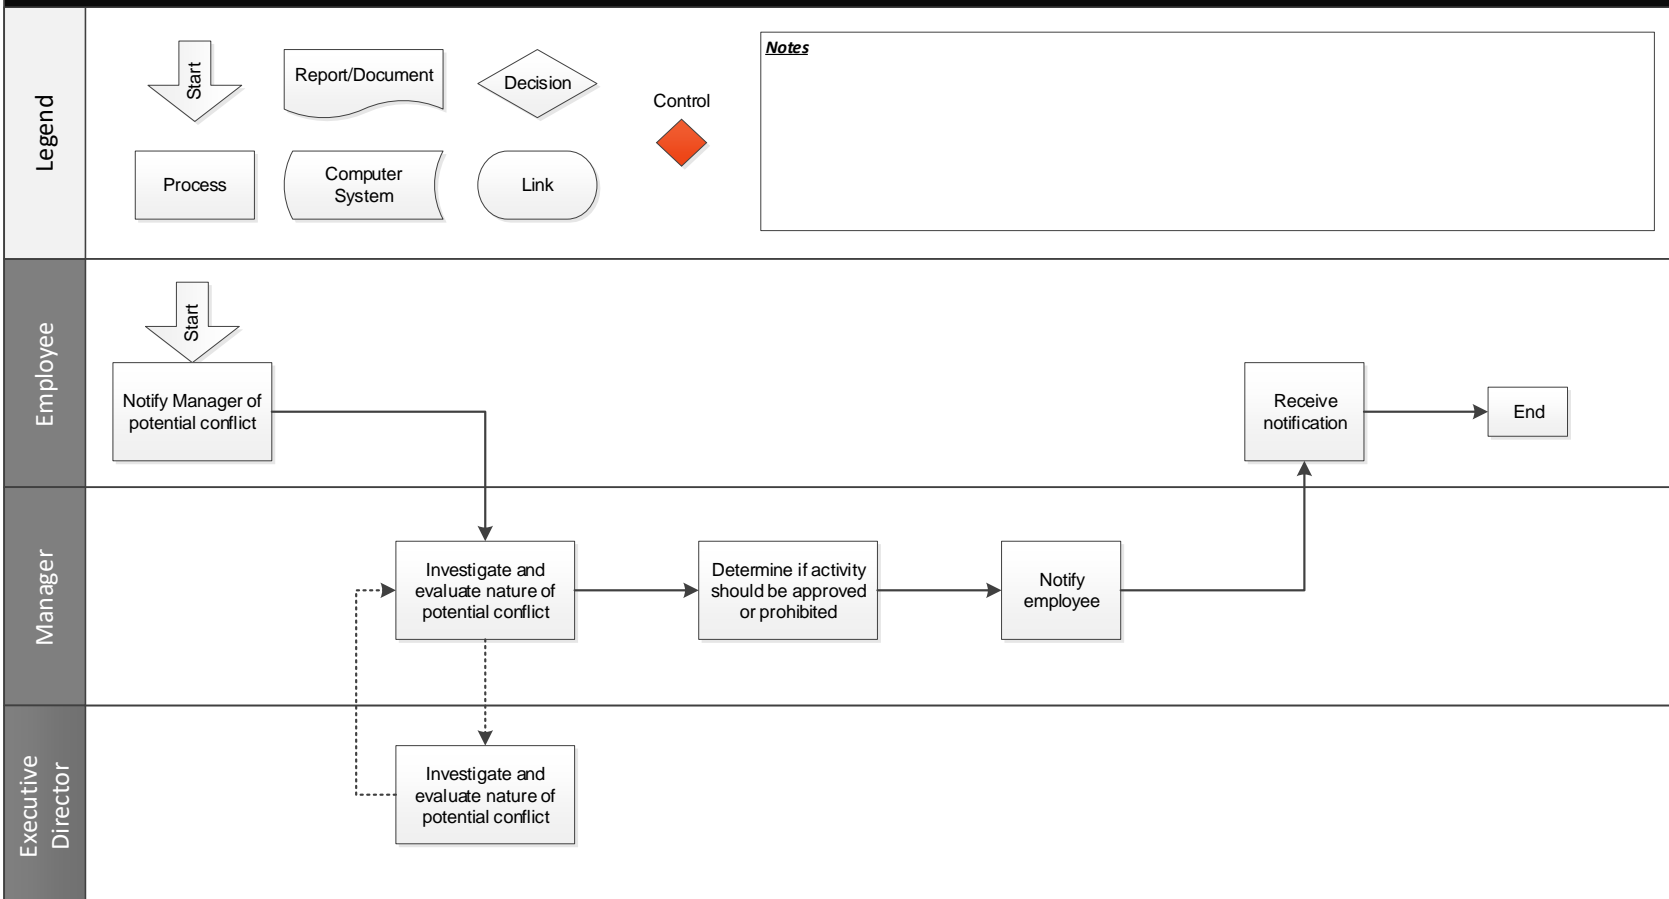 Legend
Start
Report/Document
Decision
Control
Process
Computer
System
Link
Notes
Employee
Start
Notify Manager of
potential conflict
Receive
notification
End
Manager
Investigate and
evaluate nature of
potential conflict
Determine if activity
should be approved
or prohibited
Notify
employee
Executive
Director
Investigate and
evaluate nature of
potential conflict